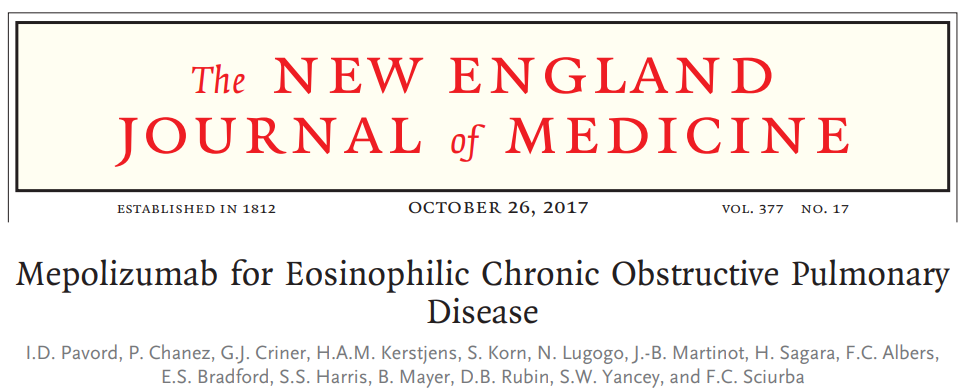 The NEW ENGLAND
JOURNAL of MEDICINE
ESTABLISHED IN 1812 OCTOBER 26, 2017 VOL. 377 NO. 17
Mepolizumab for Eosinophilic Chronic Obstructive Pulmonary
Disease
I.D. Pavord, P. Chanez, G.J. Criner, H.A.M. Kerstjens, S. Korn, N. Lugogo, J.-B. Martinot, H. Sagara, F.C. Albers,
E.S. Bradford, S.S. Harris, B. Mayer, D.B. Rubin, S.W. Yancey, and F.C. Sciurba